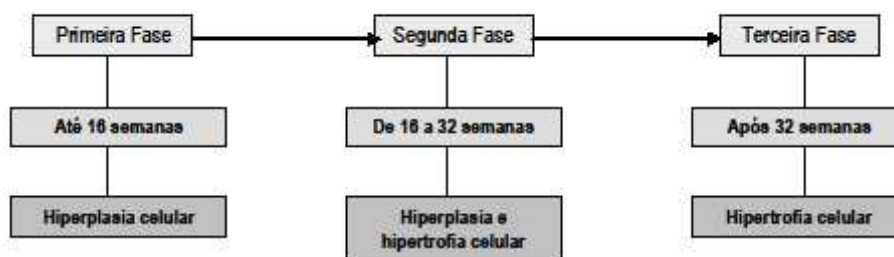 Primeira Fase
Segunda Fase
Terceira Fase
Até 16 semanas
De 16 a 32 semanas
Após 32 semanas
Hiperplasia celular
Hiperplasia e
hipertrofia celular
Hipertrofia celular